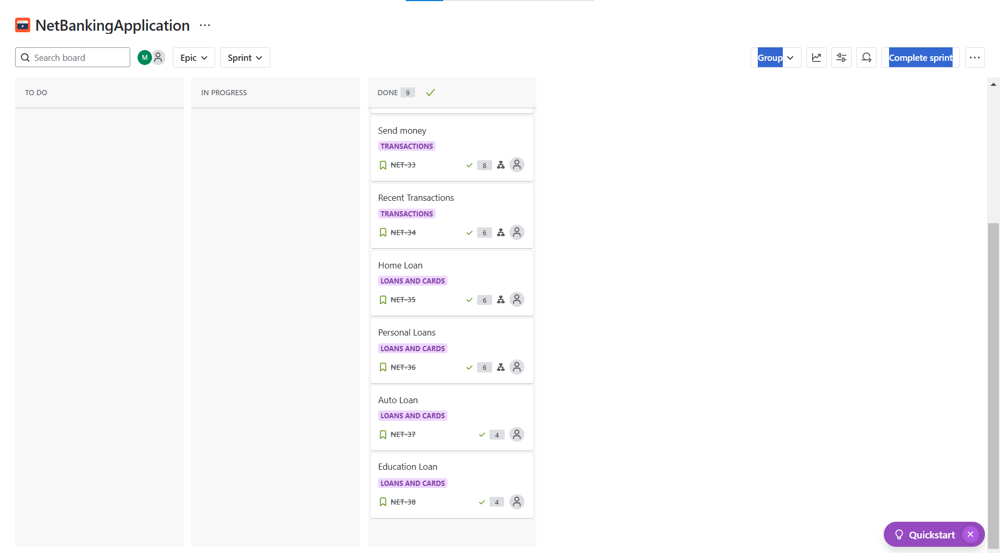 NetBankingApplication
Search board
M
Epic
Sprint
Group
Complete sprint
TO DO
IN PROGRESS
DONE 9
Send money
TRANSACTIONS
NET-33 8
Recent Transactions
TRANSACTIONS
NET-34 6
Home Loan
LOANS AND CARDS
NET-35 6
Personal Loans
LOANS AND CARDS
NET-36 6
Auto Loan
LOANS AND CARDS
NET-37 4
Education Loan
LOANS AND CARDS
NET-38 4
Quickstart